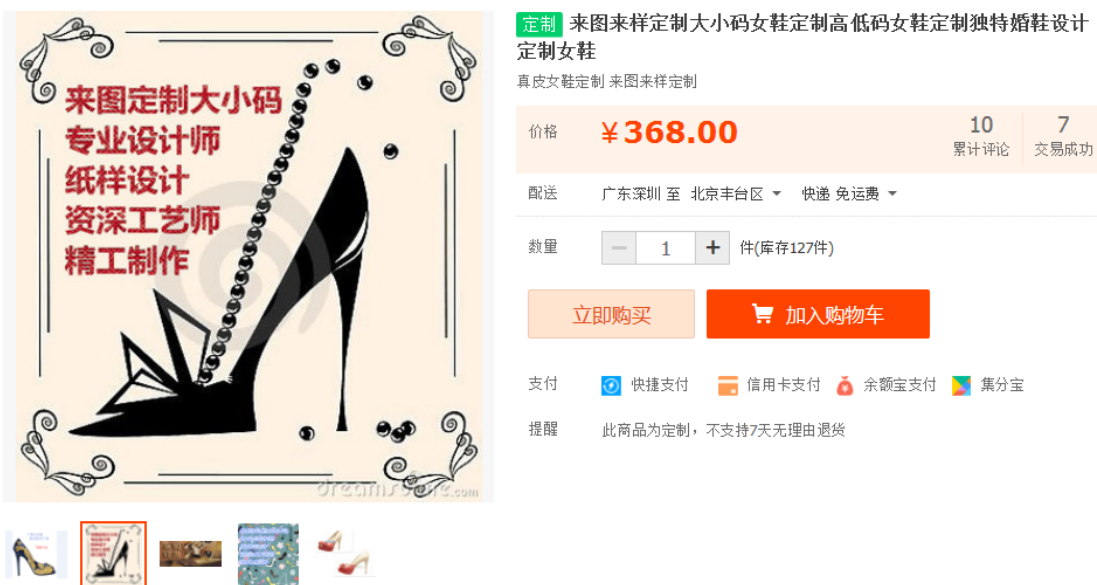 来图定制大小码
专业设计师
纸样设计
资深工艺师
精工制作
定制 来图来样定制大小码女鞋定制高低码女鞋定制独特婚鞋设计
定制女鞋
真皮女鞋定制 来图来样定制
价格 ￥368.00
10 7
累计评论 交易成功
配送 广东深圳 至 北京丰台区 快递 免运费
数量 1 件(库存127件)
立即购买 加入购物车
支付 快捷支付 信用卡支付 余额宝支付 集分宝
提醒 此商品为定制，不支持7天无理由退货
dreamstime.com